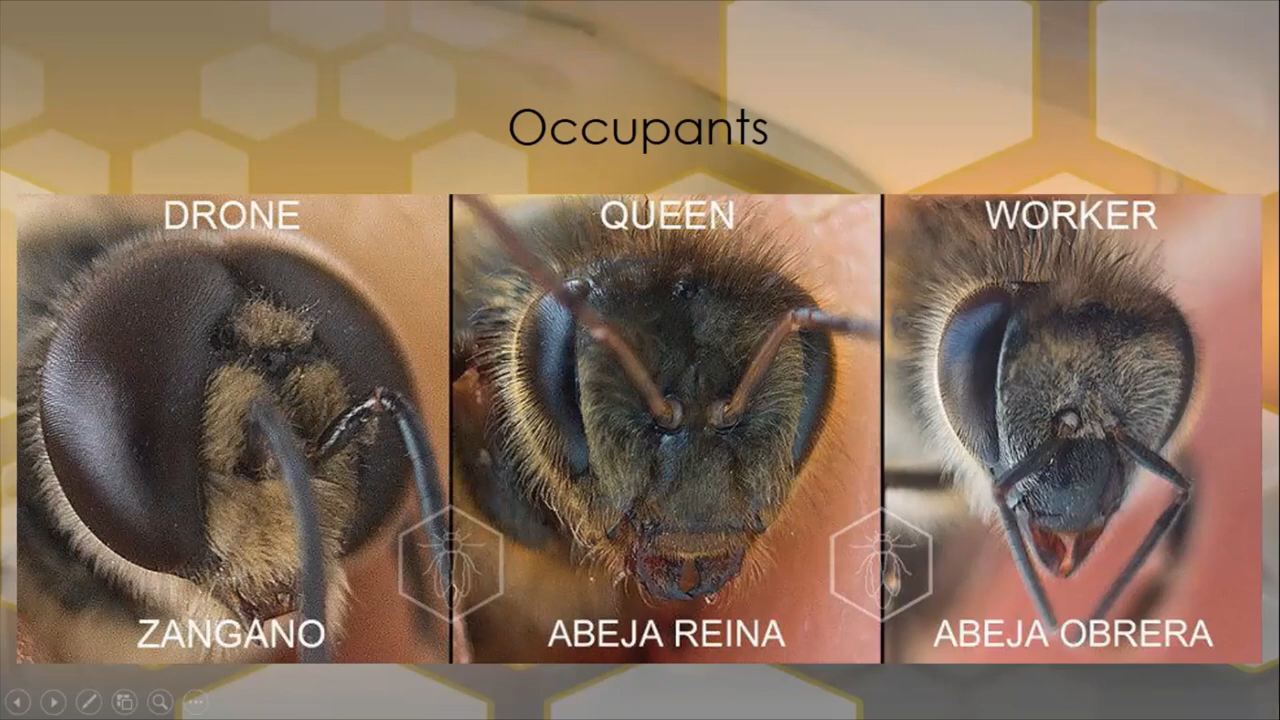 Occupants
DRONE
QUEEN
WORKER
ZANGANO
ABEJA REINA
ABEJA OBRERA